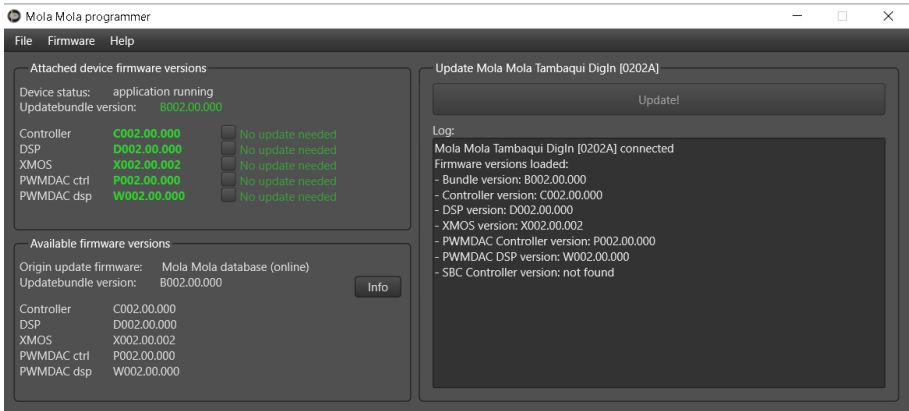 Mola Mola programmer
File Firmware Help
Attached device firmware versions
Device status: application running
Updatebundle version: B002.00.000
Controller C002.00.000 No update needed
DSP D002.00.000 No update needed
XMOS X002.00.002 No update needed
PWMDAC ctrl P002.00.000 No update needed
PWMDAC dsp W002.00.000 No update needed
Available firmware versions
Origin update firmware: Mola Mola database (online)
Updatebundle version: B002.00.000
Info
Controller C002.00.000
DSP D002.00.000
XMOS X002.00.002
PWMDAC ctrl P002.00.000
PWMDAC dsp W002.00.000
Update Mola Mola Tambaqui DigIn [0202A]
Update!
Log:
Mola Mola Tambaqui DigIn [0202A] connected
Firmware versions loaded:
- Bundle version: B002.00.000
- Controller version: C002.00.000
- DSP version: D002.00.000
- XMOS version: X002.00.002
- PWMDAC Controller version: P002.00.000
- PWMDAC DSP version: W002.00.000
- SBC Controller version: not found